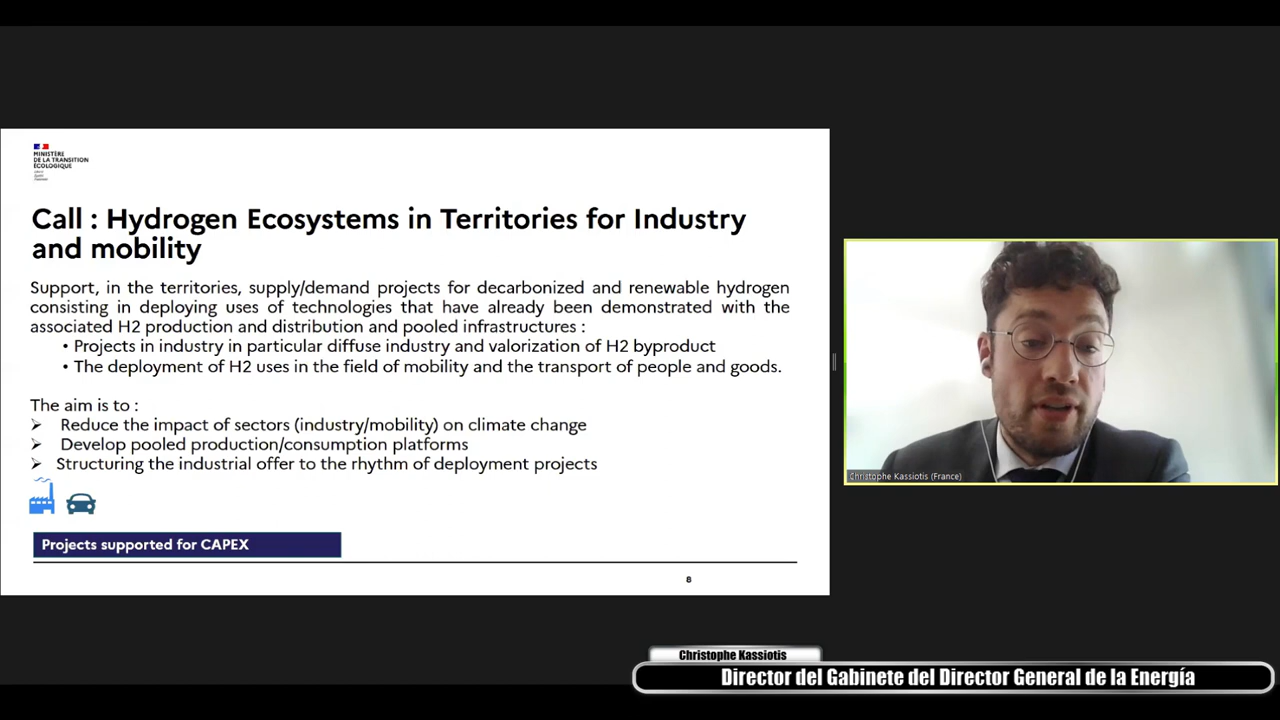 MINISTÈRE
DE LA TRANSITION
ÉCOLOGIQUE
Call : Hydrogen Ecosystems in Territories for Industry
and mobility
Support, in the territories, supply/demand projects for decarbonized and renewable hydrogen
consisting in deploying uses of technologies that have already been demonstrated with the
associated H2 production and distribution and pooled infrastructures :
• Projects in industry in particular diffuse industry and valorization of H2 byproduct
• The deployment of H2 uses in the field of mobility and the transport of people and goods.
The aim is to :
➢ Reduce the impact of sectors (industry/mobility) on climate change
➢ Develop pooled production/consumption platforms
➢ Structuring the industrial offer to the rhythm of deployment projects
Projects supported for CAPEX
8
Christophe Kassiotis (France)
Christophe Kassiotis
Director del Gabinete del Director General de la Energía